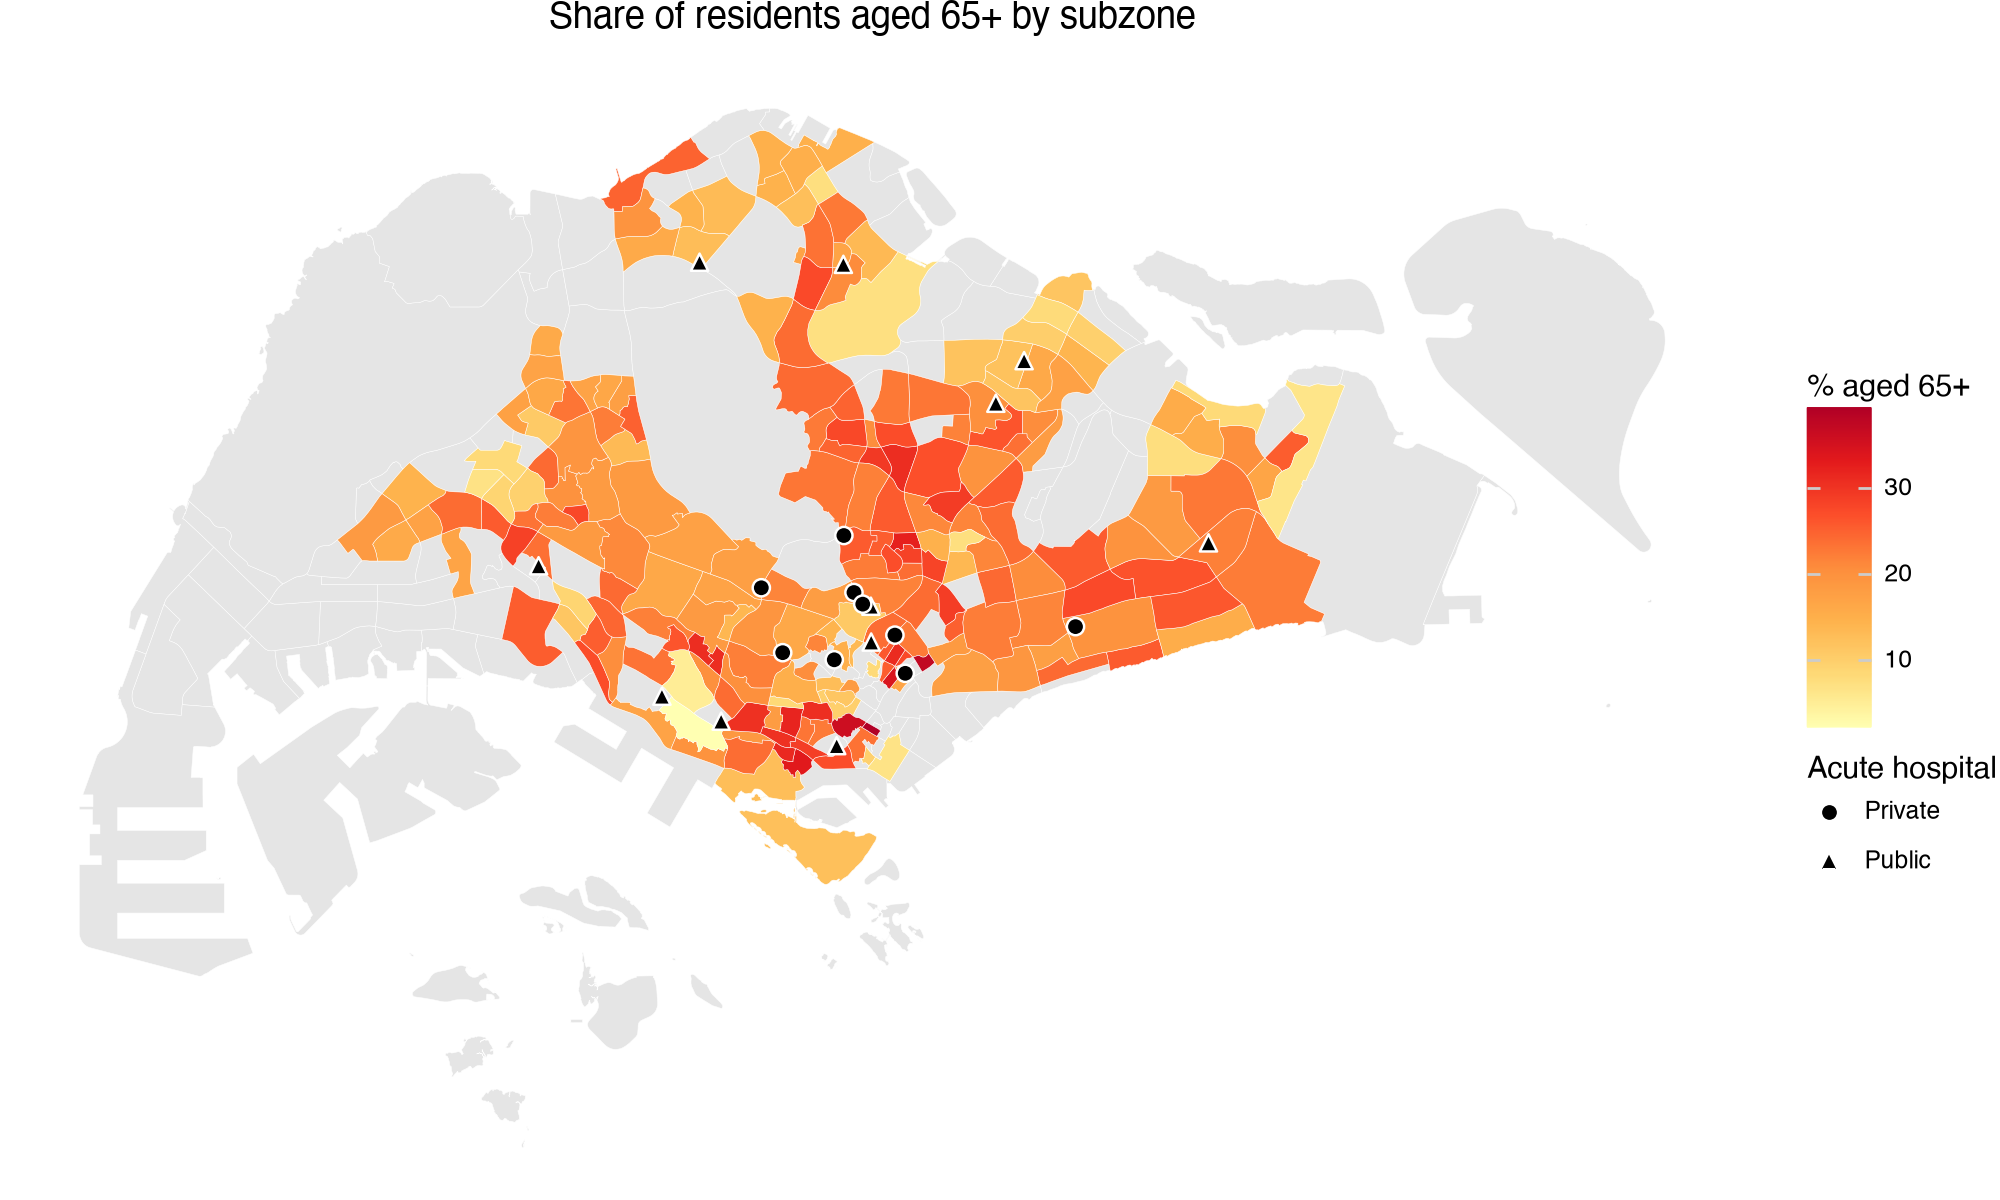 Share of residents aged 65+ by subzone
% aged 65+
30
20
10
Acute hospital
Private
Public